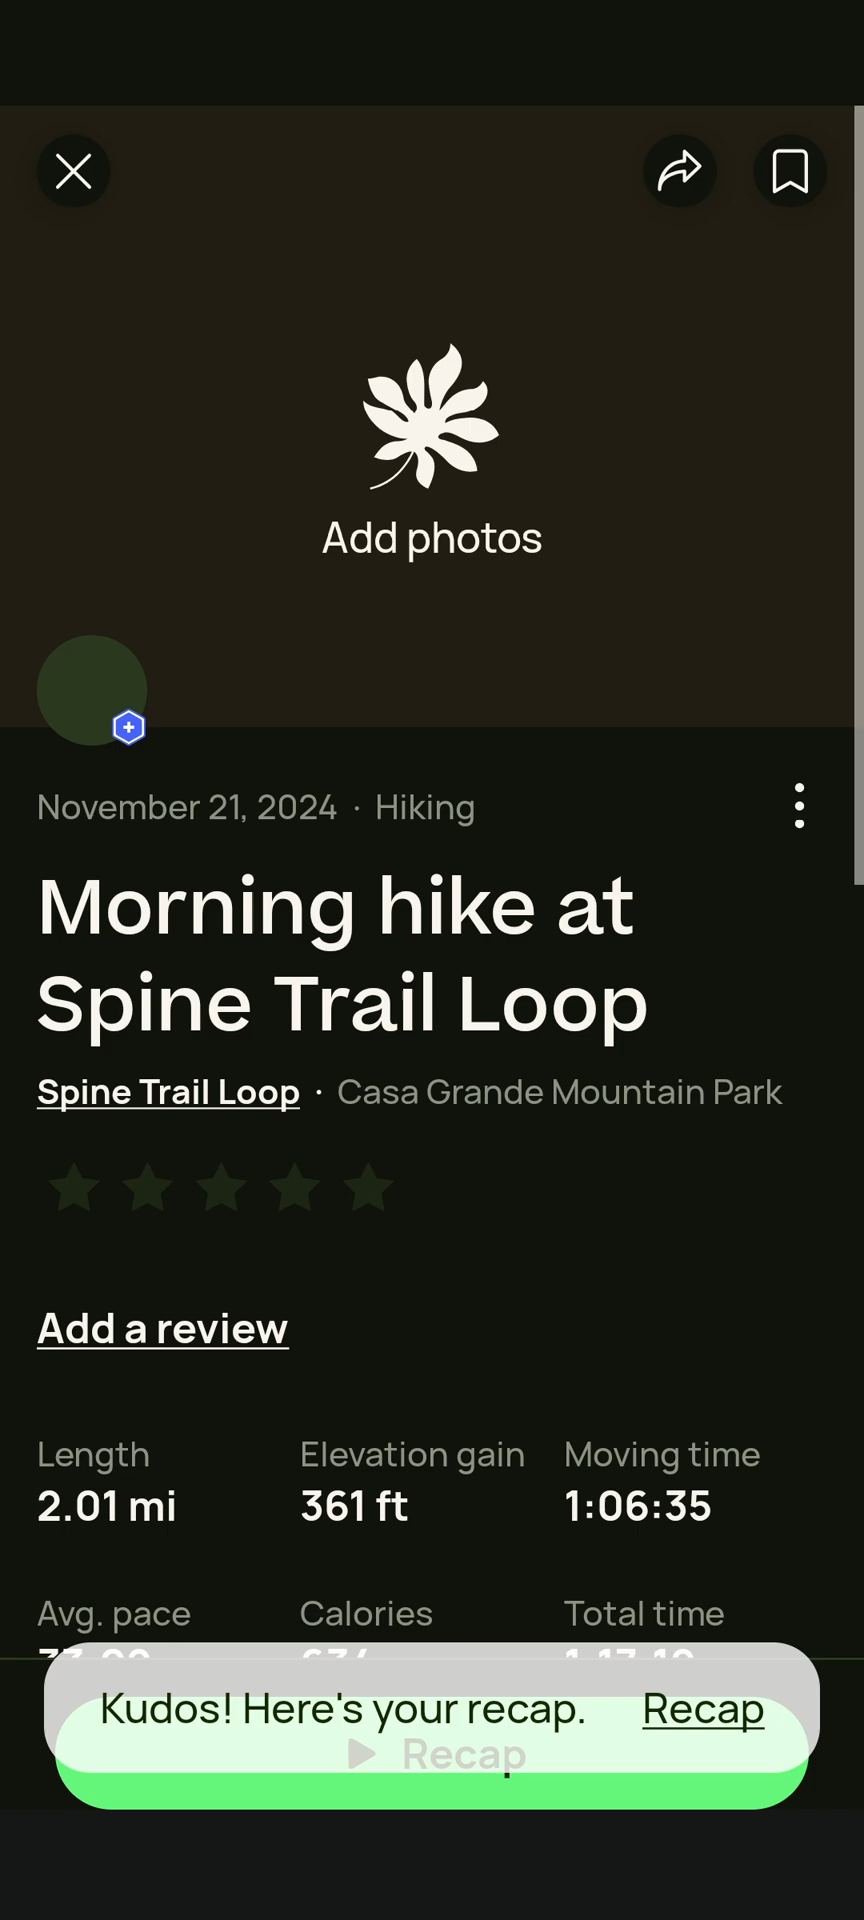 Add photos
November 21, 2024 · Hiking
Morning hike at
Spine Trail Loop
Spine Trail Loop · Casa Grande Mountain Park
Add a review
Length Elevation gain Moving time
2.01 mi 361 ft 1:06:35
Avg. pace Calories Total time
Kudos! Here's your recap. Recap
Recap